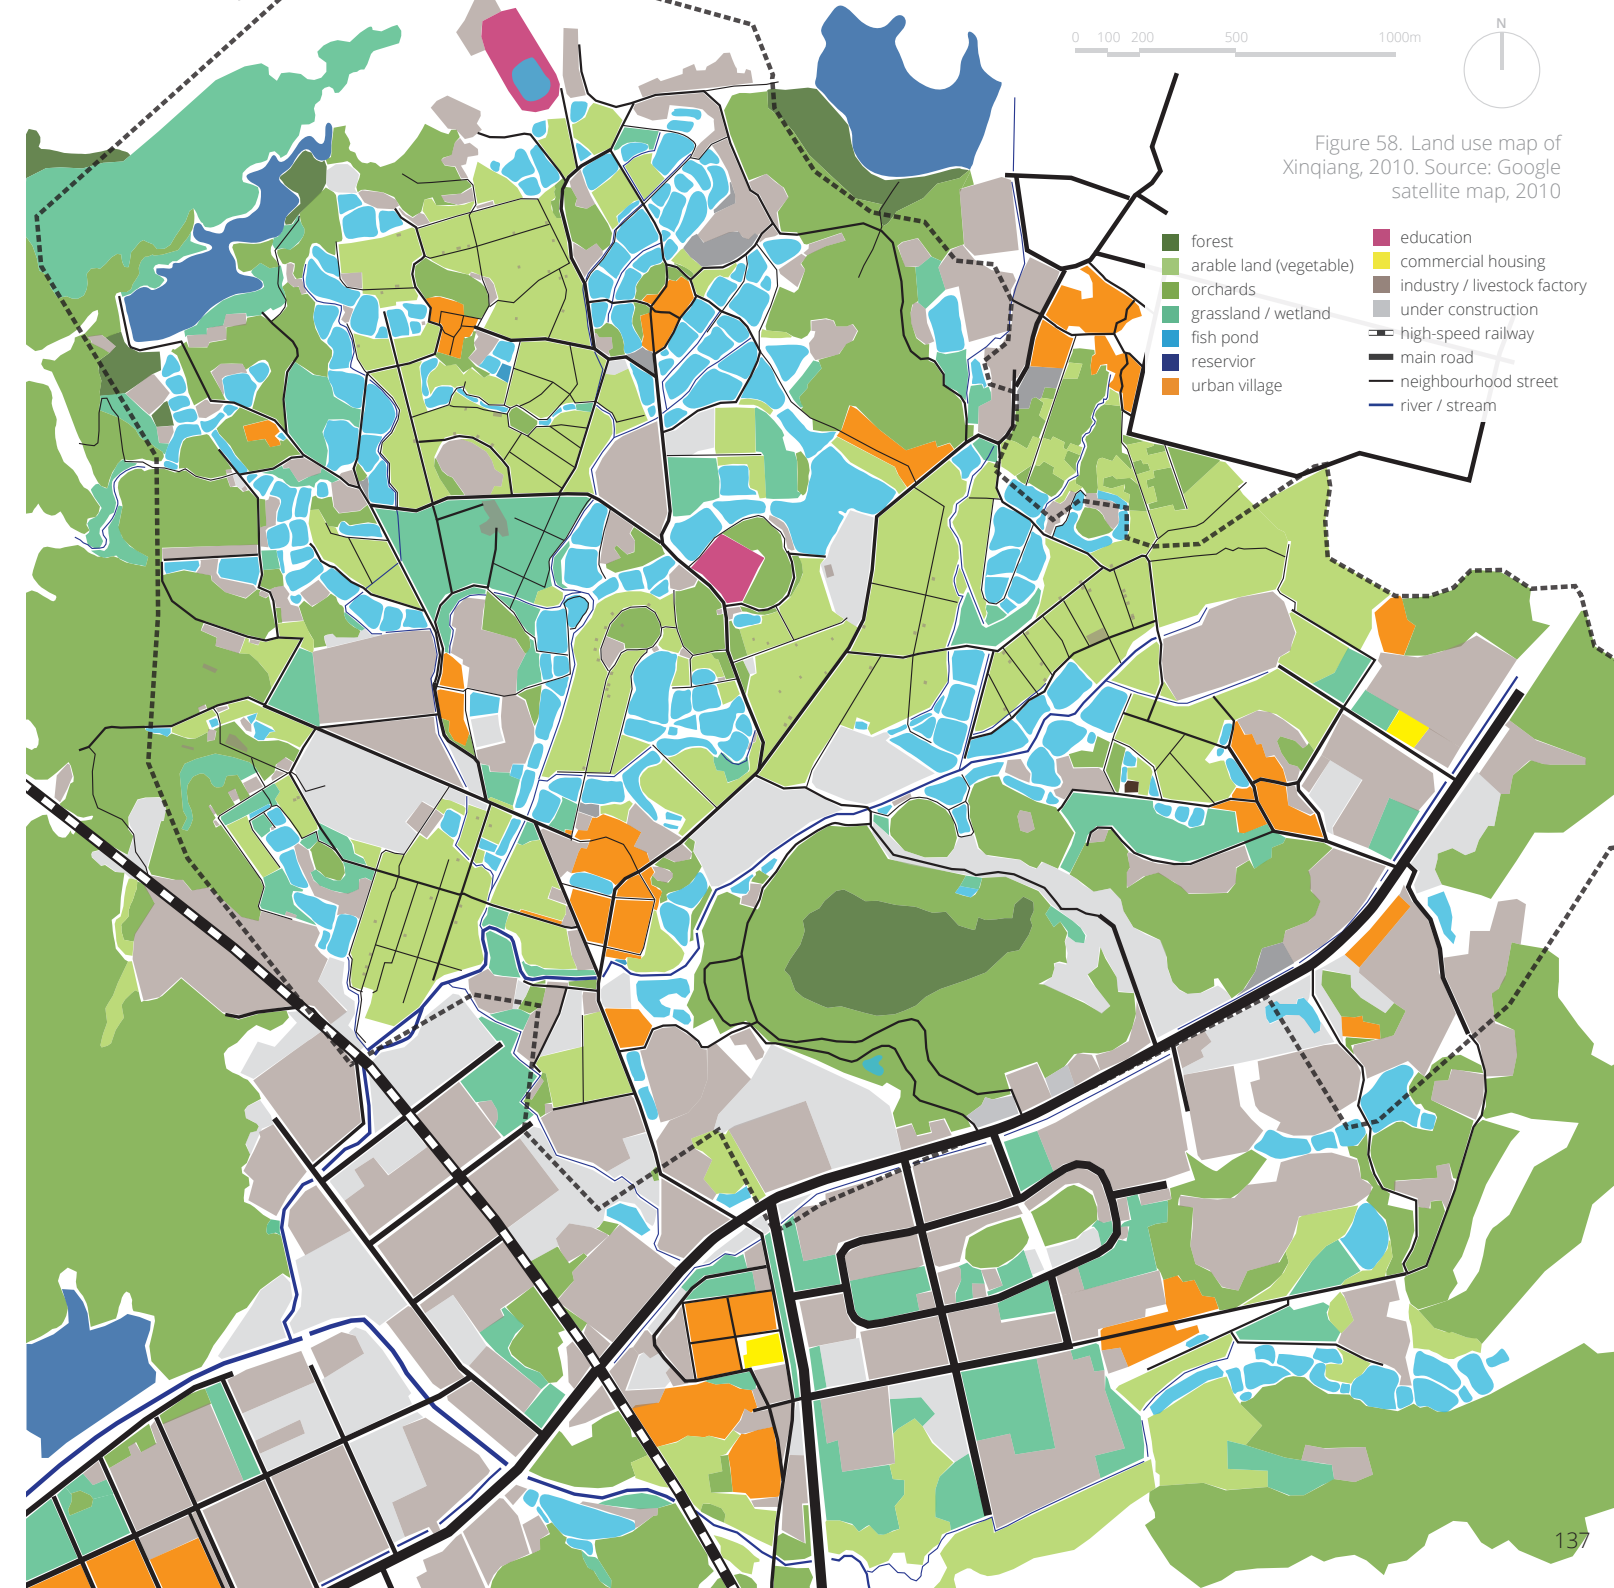 N
0 100 200 500 1000m
Figure 58. Land use map of
Xinqiang, 2010. Source: Google
satellite map, 2010
forest
arable land (vegetable)
orchards
grassland / wetland
fish pond
reservior
urban village
education
commercial housing
industry / livestock factory
under construction
high-speed railway
main road
neighbourhood street
river / stream
137